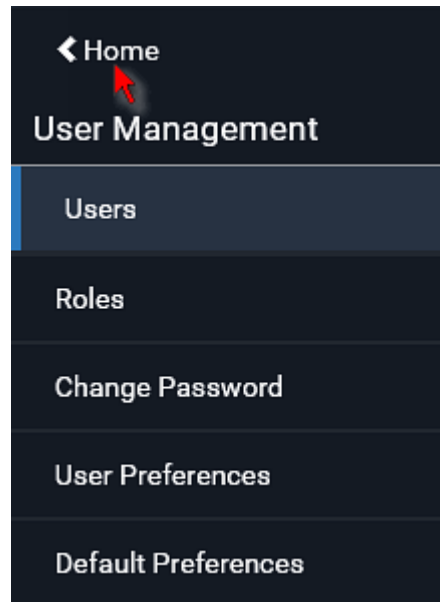 Home
User Management
Users
Roles
Change Password
User Preferences
Default Preferences